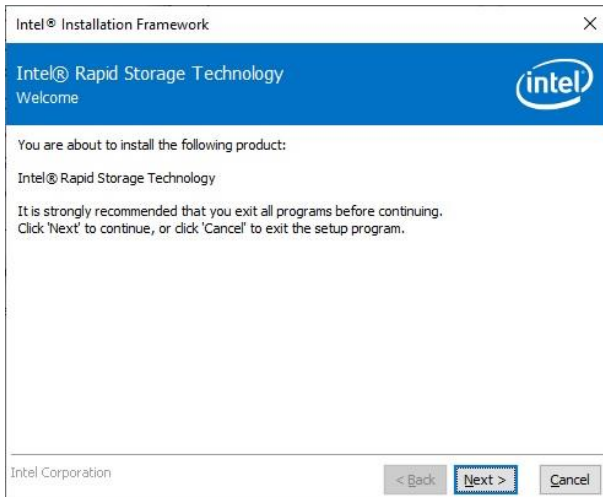 Intel® Installation Framework
Intel® Rapid Storage Technology
Welcome
intel
You are about to install the following product:
Intel® Rapid Storage Technology
It is strongly recommended that you exit all programs before continuing.
Click 'Next' to continue, or click 'Cancel' to exit the setup program.
Intel Corporation
< Back
Next >
Cancel